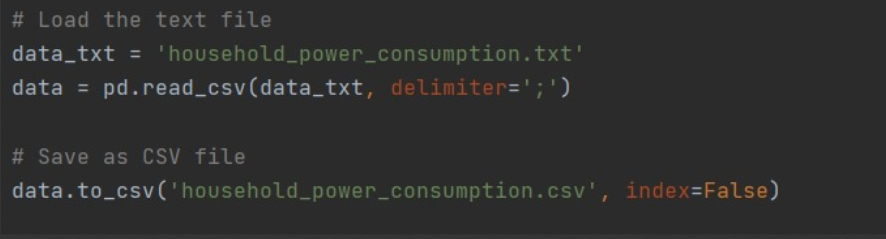 # Load the text file
data_txt = 'household_power_consumption.txt'
data = pd.read_csv(data_txt, delimiter=';')
# Save as CSV file
data.to_csv('household_power_consumption.csv', index=False)